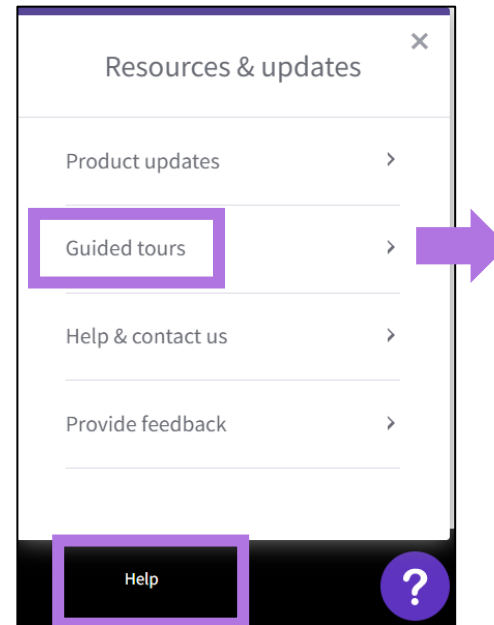 Resources & updates
Product updates
Guided tours
Help & contact us
Provide feedback
Help
?